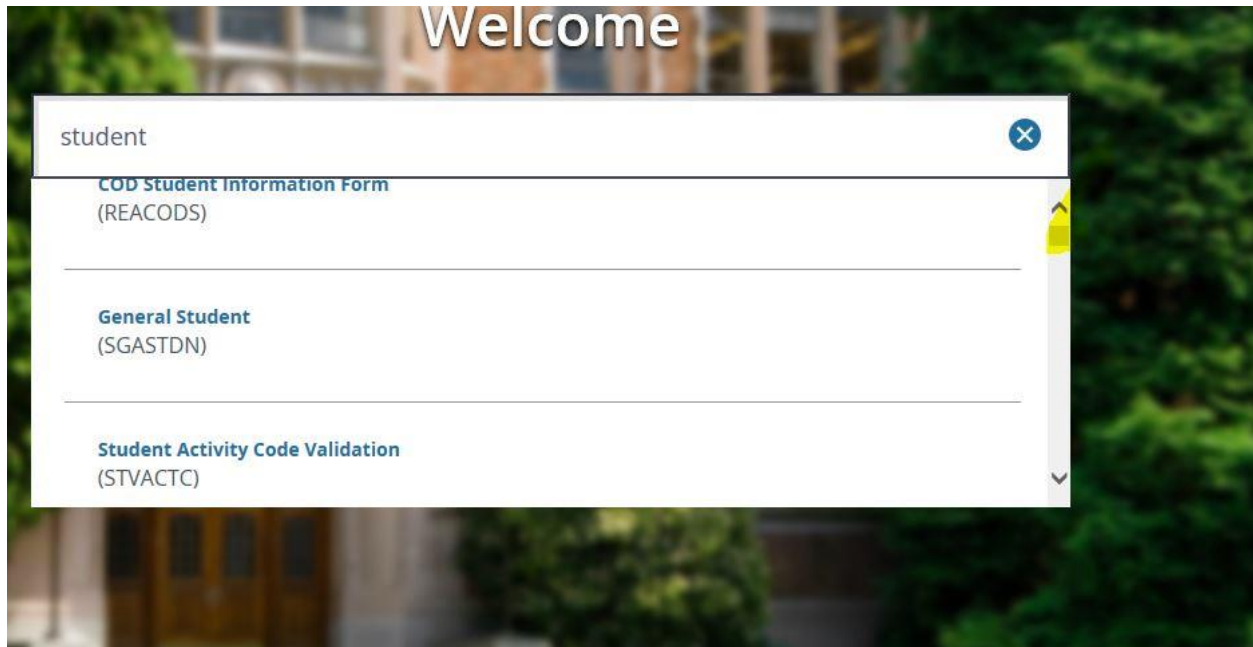 Welcome
student
COD Student Information Form
(REACODS)
General Student
(SGASTDN)
Student Activity Code Validation
(STVACTC)